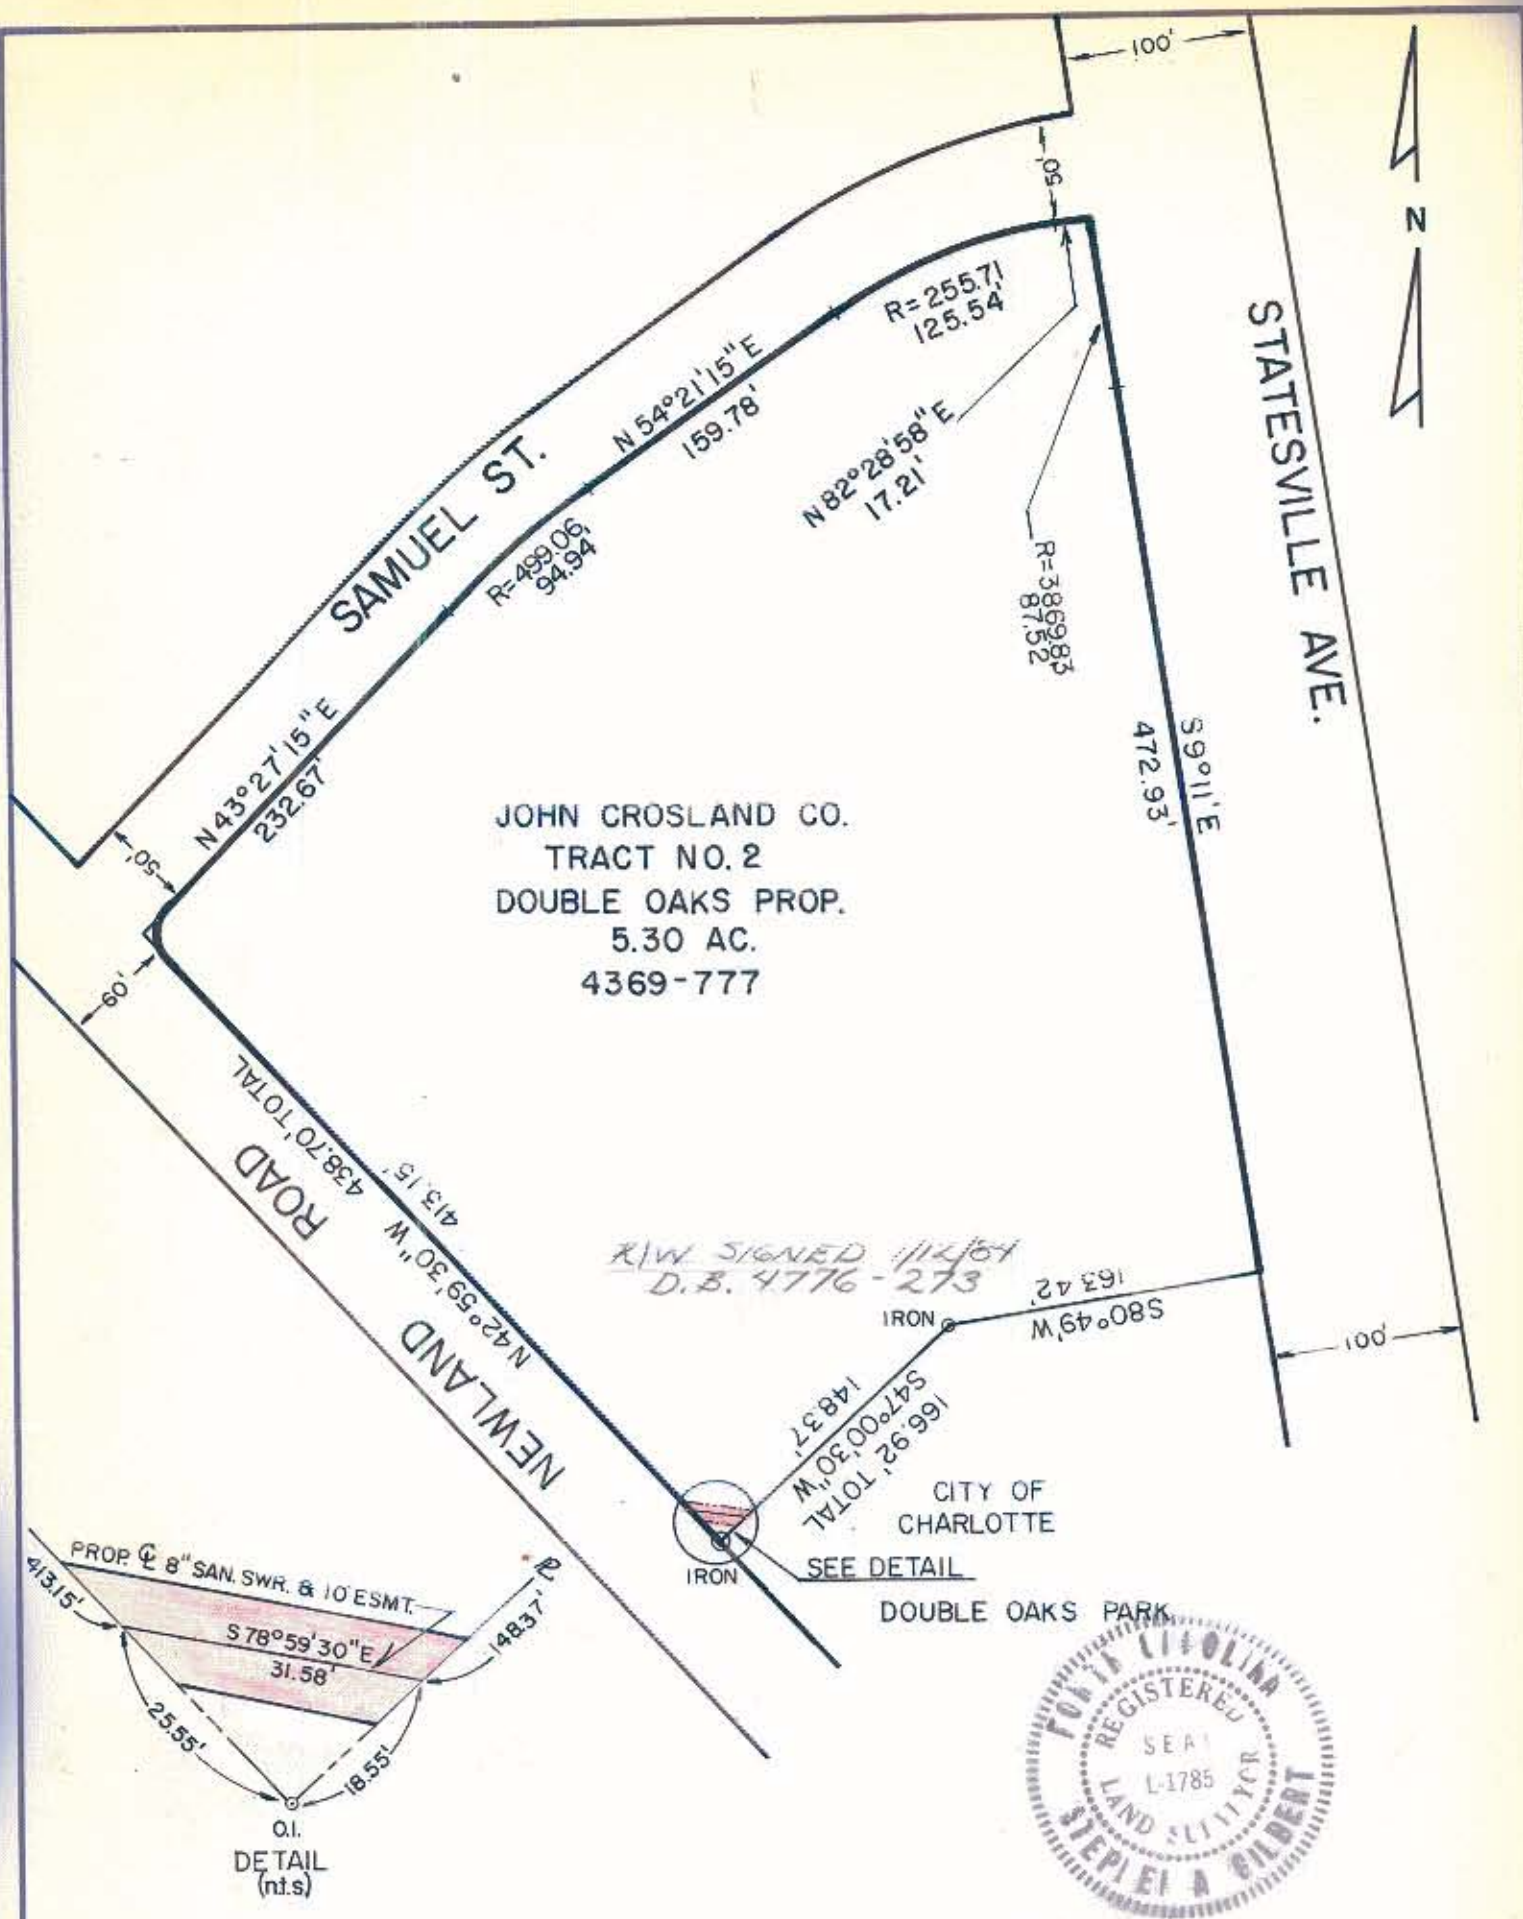 100'
50'
N
R=255.71'
125.54'
N 54°21'15" E
159.78'
STATESVILLE AVE.
N 82°28'58" E
17.21'
SAMUEL ST.
R=499.06'
94.94'
R=3869.83'
87.52'
N 43°27'15" E
232.67'
S 9°11' E
472.93'
50'
JOHN CROSLAND CO.
TRACT NO. 2
DOUBLE OAKS PROP.
5.30 AC.
4369-777
60'
438.70' TOTAL
413.15'
N 42°59'30" W
NEWLAND ROAD
R/W SIGNED
D.B. 4776-273
163.42'
S80°49'W
IRON
100'
148.37'
S47°00'30"W
166.92' TOTAL
CITY OF
CHARLOTTE
IRON
SEE DETAIL
DOUBLE OAKS PARK
PROP. ℄ 8" SAN. SWR. & 10' ESMT.
413.15'
S 78°59'30" E
31.58'
148.37'
25.55'
18.55'
O.I.
DETAIL
(n.t.s)
REGISTERED
SEAL
L-1785
LAND
GILBERT